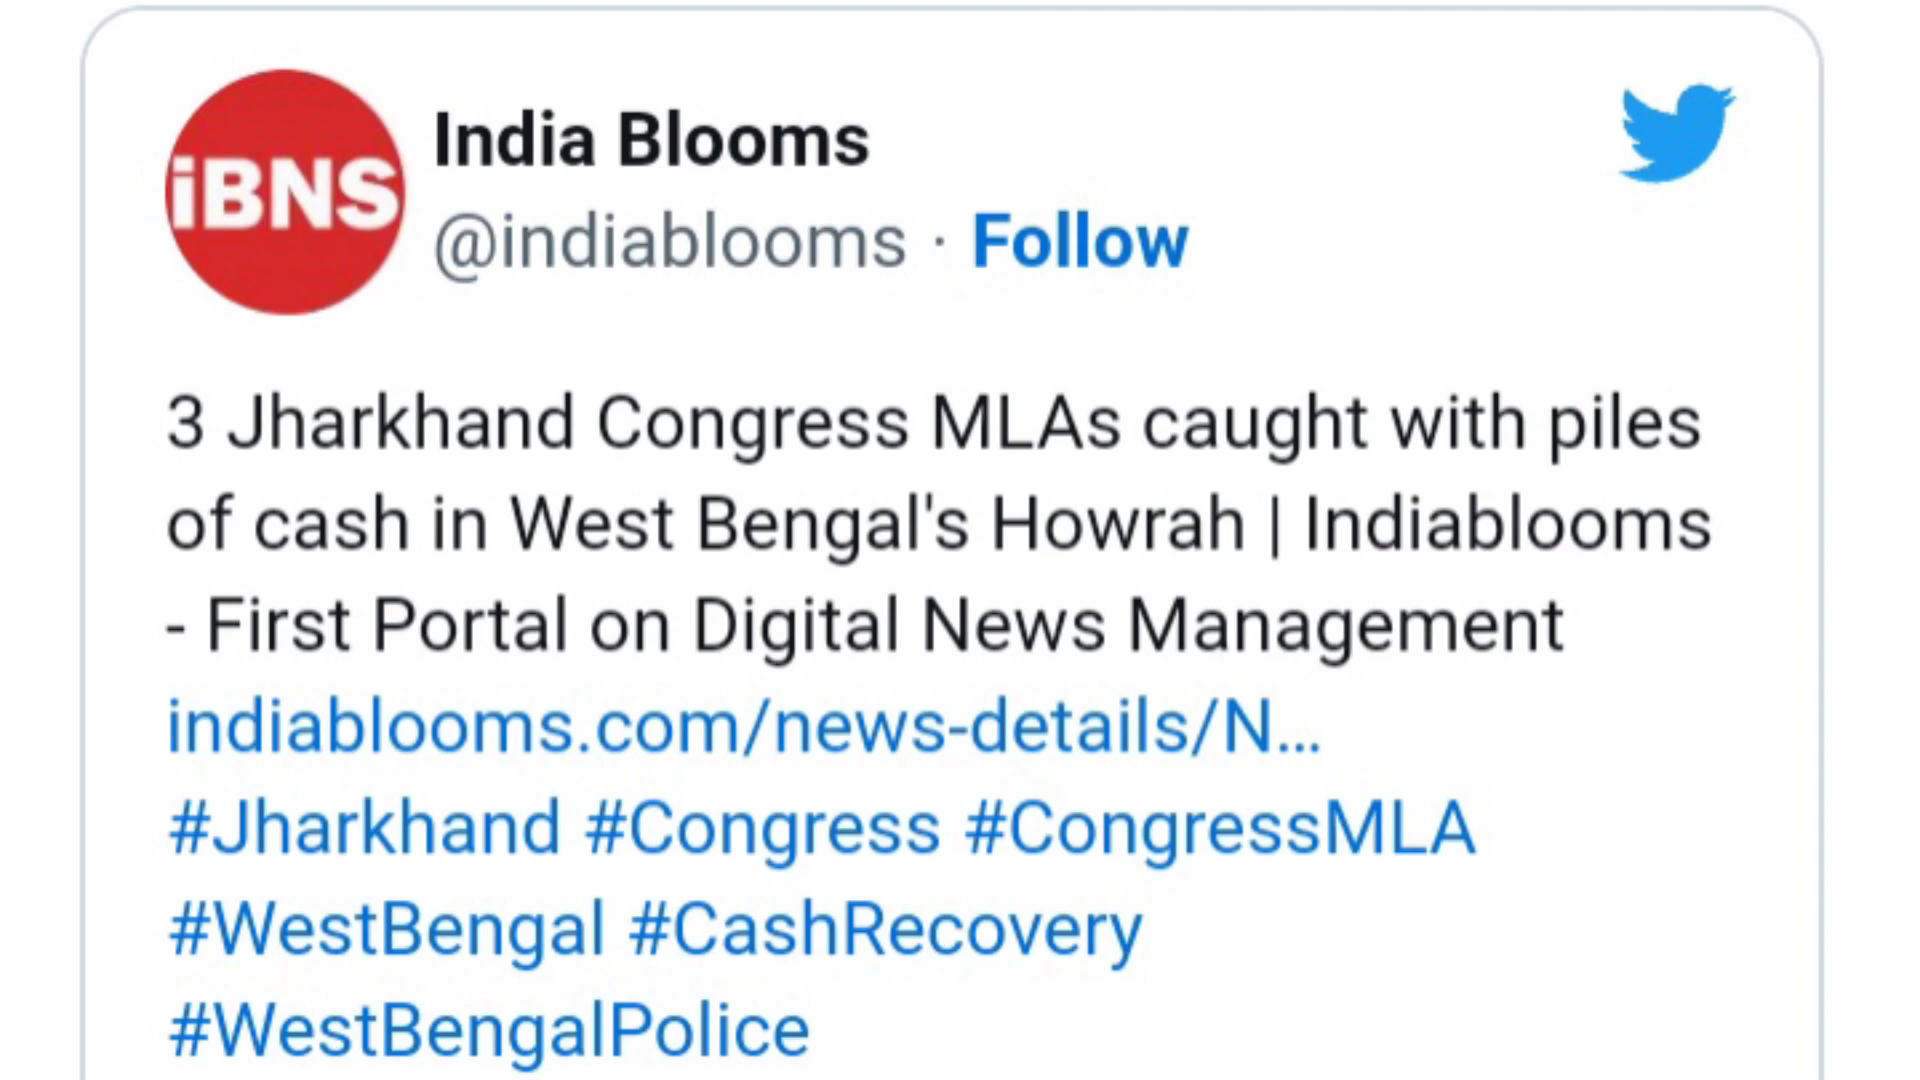 iBNS
India Blooms
@indiablooms · Follow
3 Jharkhand Congress MLAs caught with piles
of cash in West Bengal's Howrah | Indiablooms
- First Portal on Digital News Management
indiablooms.com/news-details/N…
#Jharkhand #Congress #CongressMLA
#WestBengal #CashRecovery
#WestBengalPolice